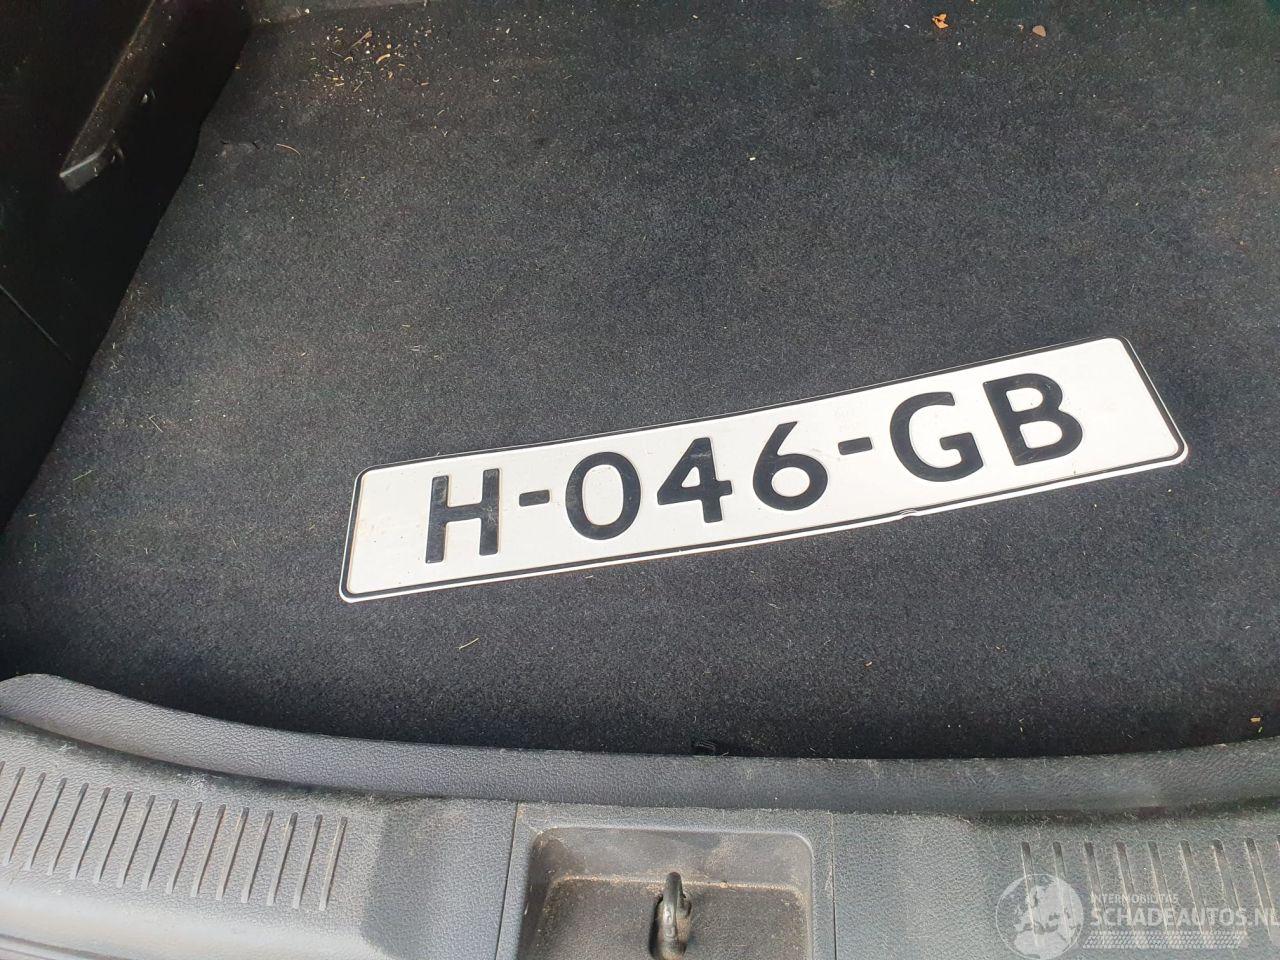 H-046-GB
INTERMOBILITAS
SCHADEAUTOS.NL